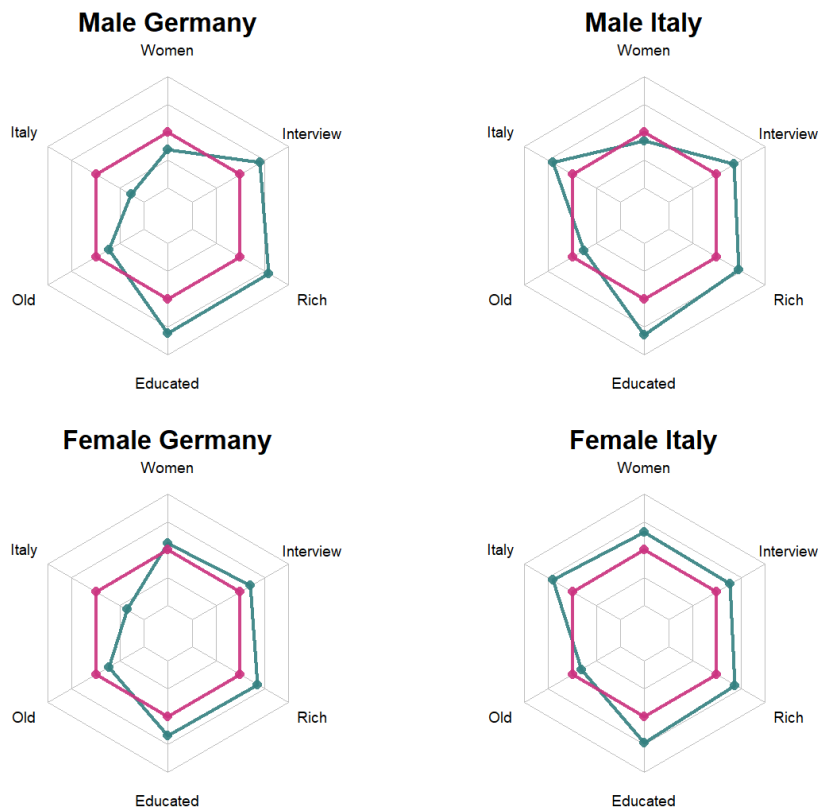 Male Germany
Women
Italy
Interview
Old
Rich
Educated
Male Italy
Women
Italy
Interview
Old
Rich
Educated
Female Germany
Women
Italy
Interview
Old
Rich
Educated
Female Italy
Women
Italy
Interview
Old
Rich
Educated